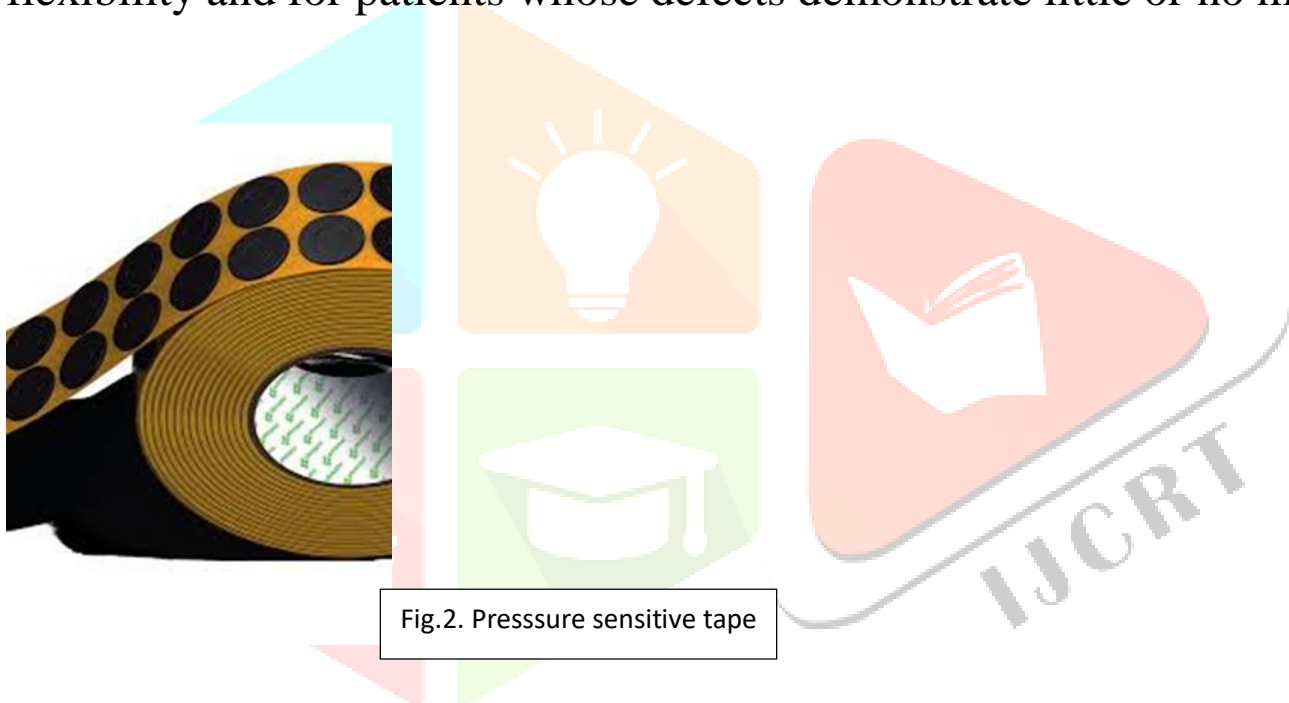 flexibility and for patients whose defects demonstrate little or no
Fig.2. Presssure sensitive tape
IJCRT